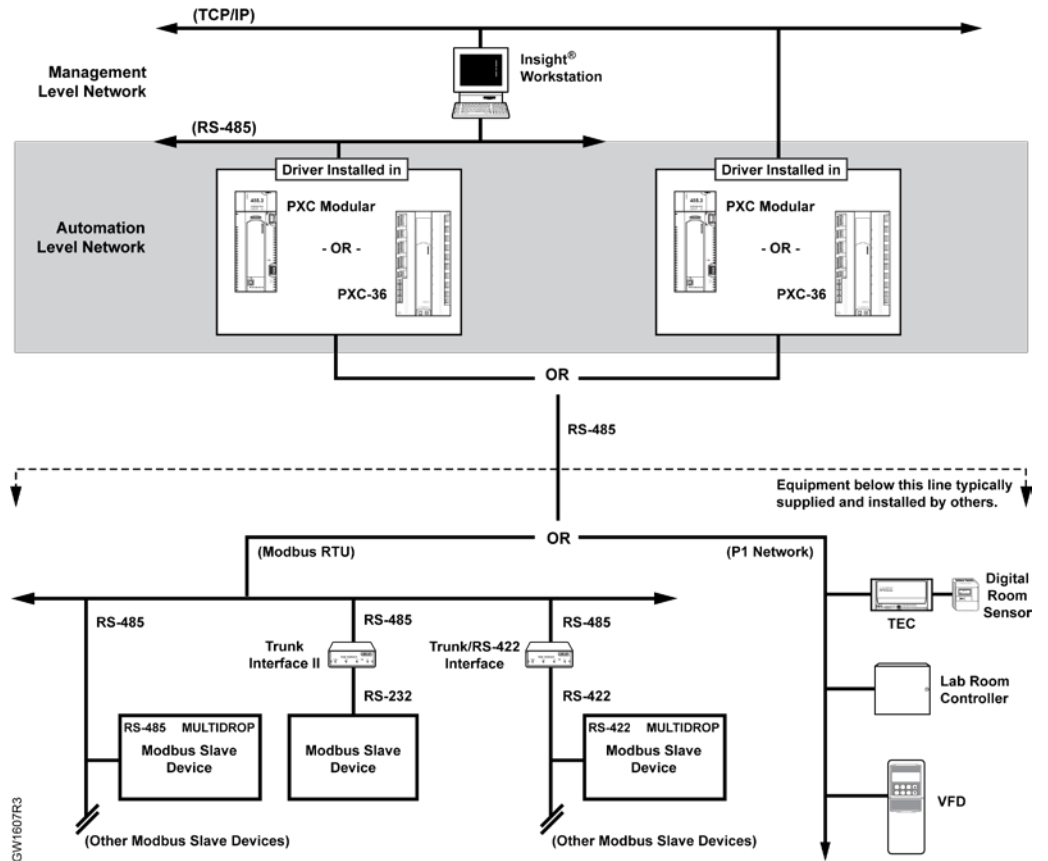 (TCP/IP)
Insight®
Workstation
Management
Level Network
(RS-485)
Driver Installed in
Driver Installed in
PXC Modular
- OR -
PXC-36
PXC Modular
- OR -
PXC-36
Automation
Level Network
OR
RS-485
Equipment below this line typically
supplied and installed by others.
OR
(Modbus RTU)
(P1 Network)
RS-485
RS-485
RS-485
Trunk
Interface II
Trunk/RS-422
Interface
RS-232
RS-422
TEC
Digital
Room
Sensor
Lab Room
Controller
RS-485 MULTIDROP
Modbus Slave
Device
Modbus Slave
Device
RS-422 MULTIDROP
Modbus Slave
Device
VFD
(Other Modbus Slave Devices)
(Other Modbus Slave Devices)
GW1607R3